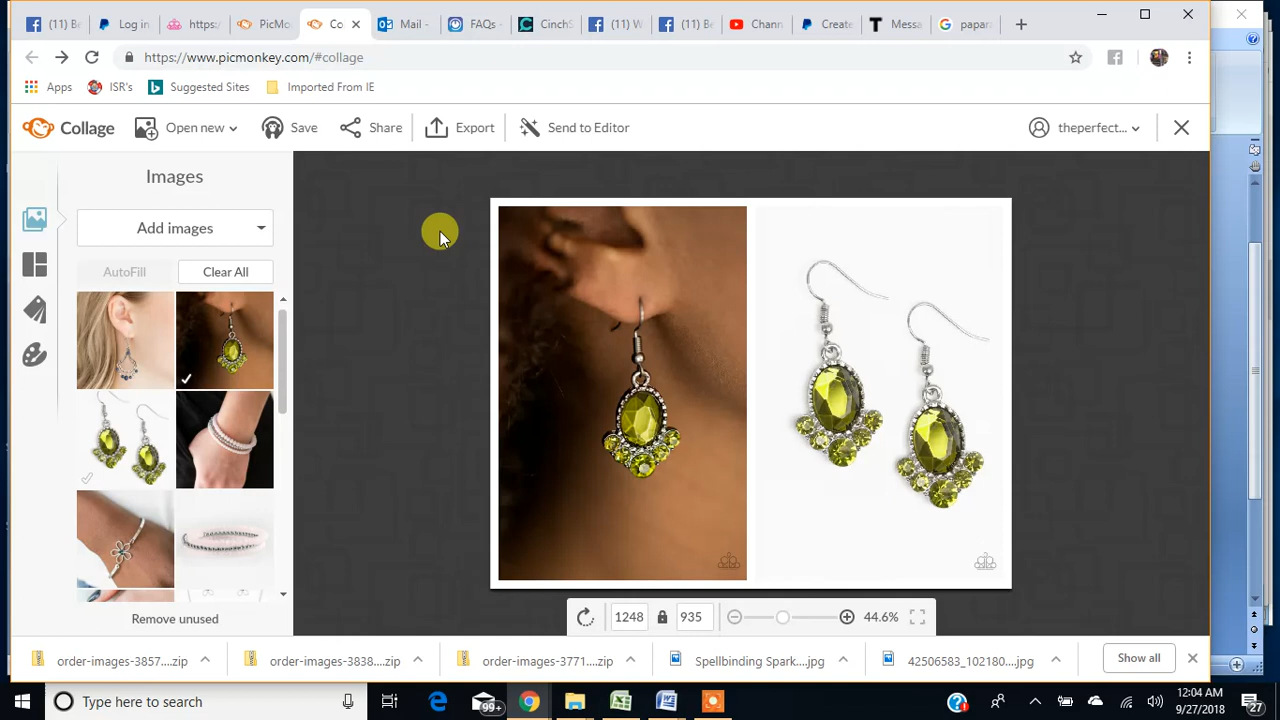 (11) Be
Log in
https:/
PicMo
Co
Mail -
FAQs -
CinchS
(11) W
(11) Be
Chann
Create
Messa
papar
https://www.picmonkey.com/#collage
Apps
ISR's
Suggested Sites
Imported From IE
Collage
Open new
Save
Share
Export
Send to Editor
theperfect...
Images
Add images
AutoFill
Clear All
Remove unused
1248
935
44.6%
order-images-3857....zip
order-images-3838....zip
order-images-3771....zip
Spellbinding Spark....jpg
42506583_102180....jpg
Show all
Type here to search
99+
12:04 AM
9/27/2018
27